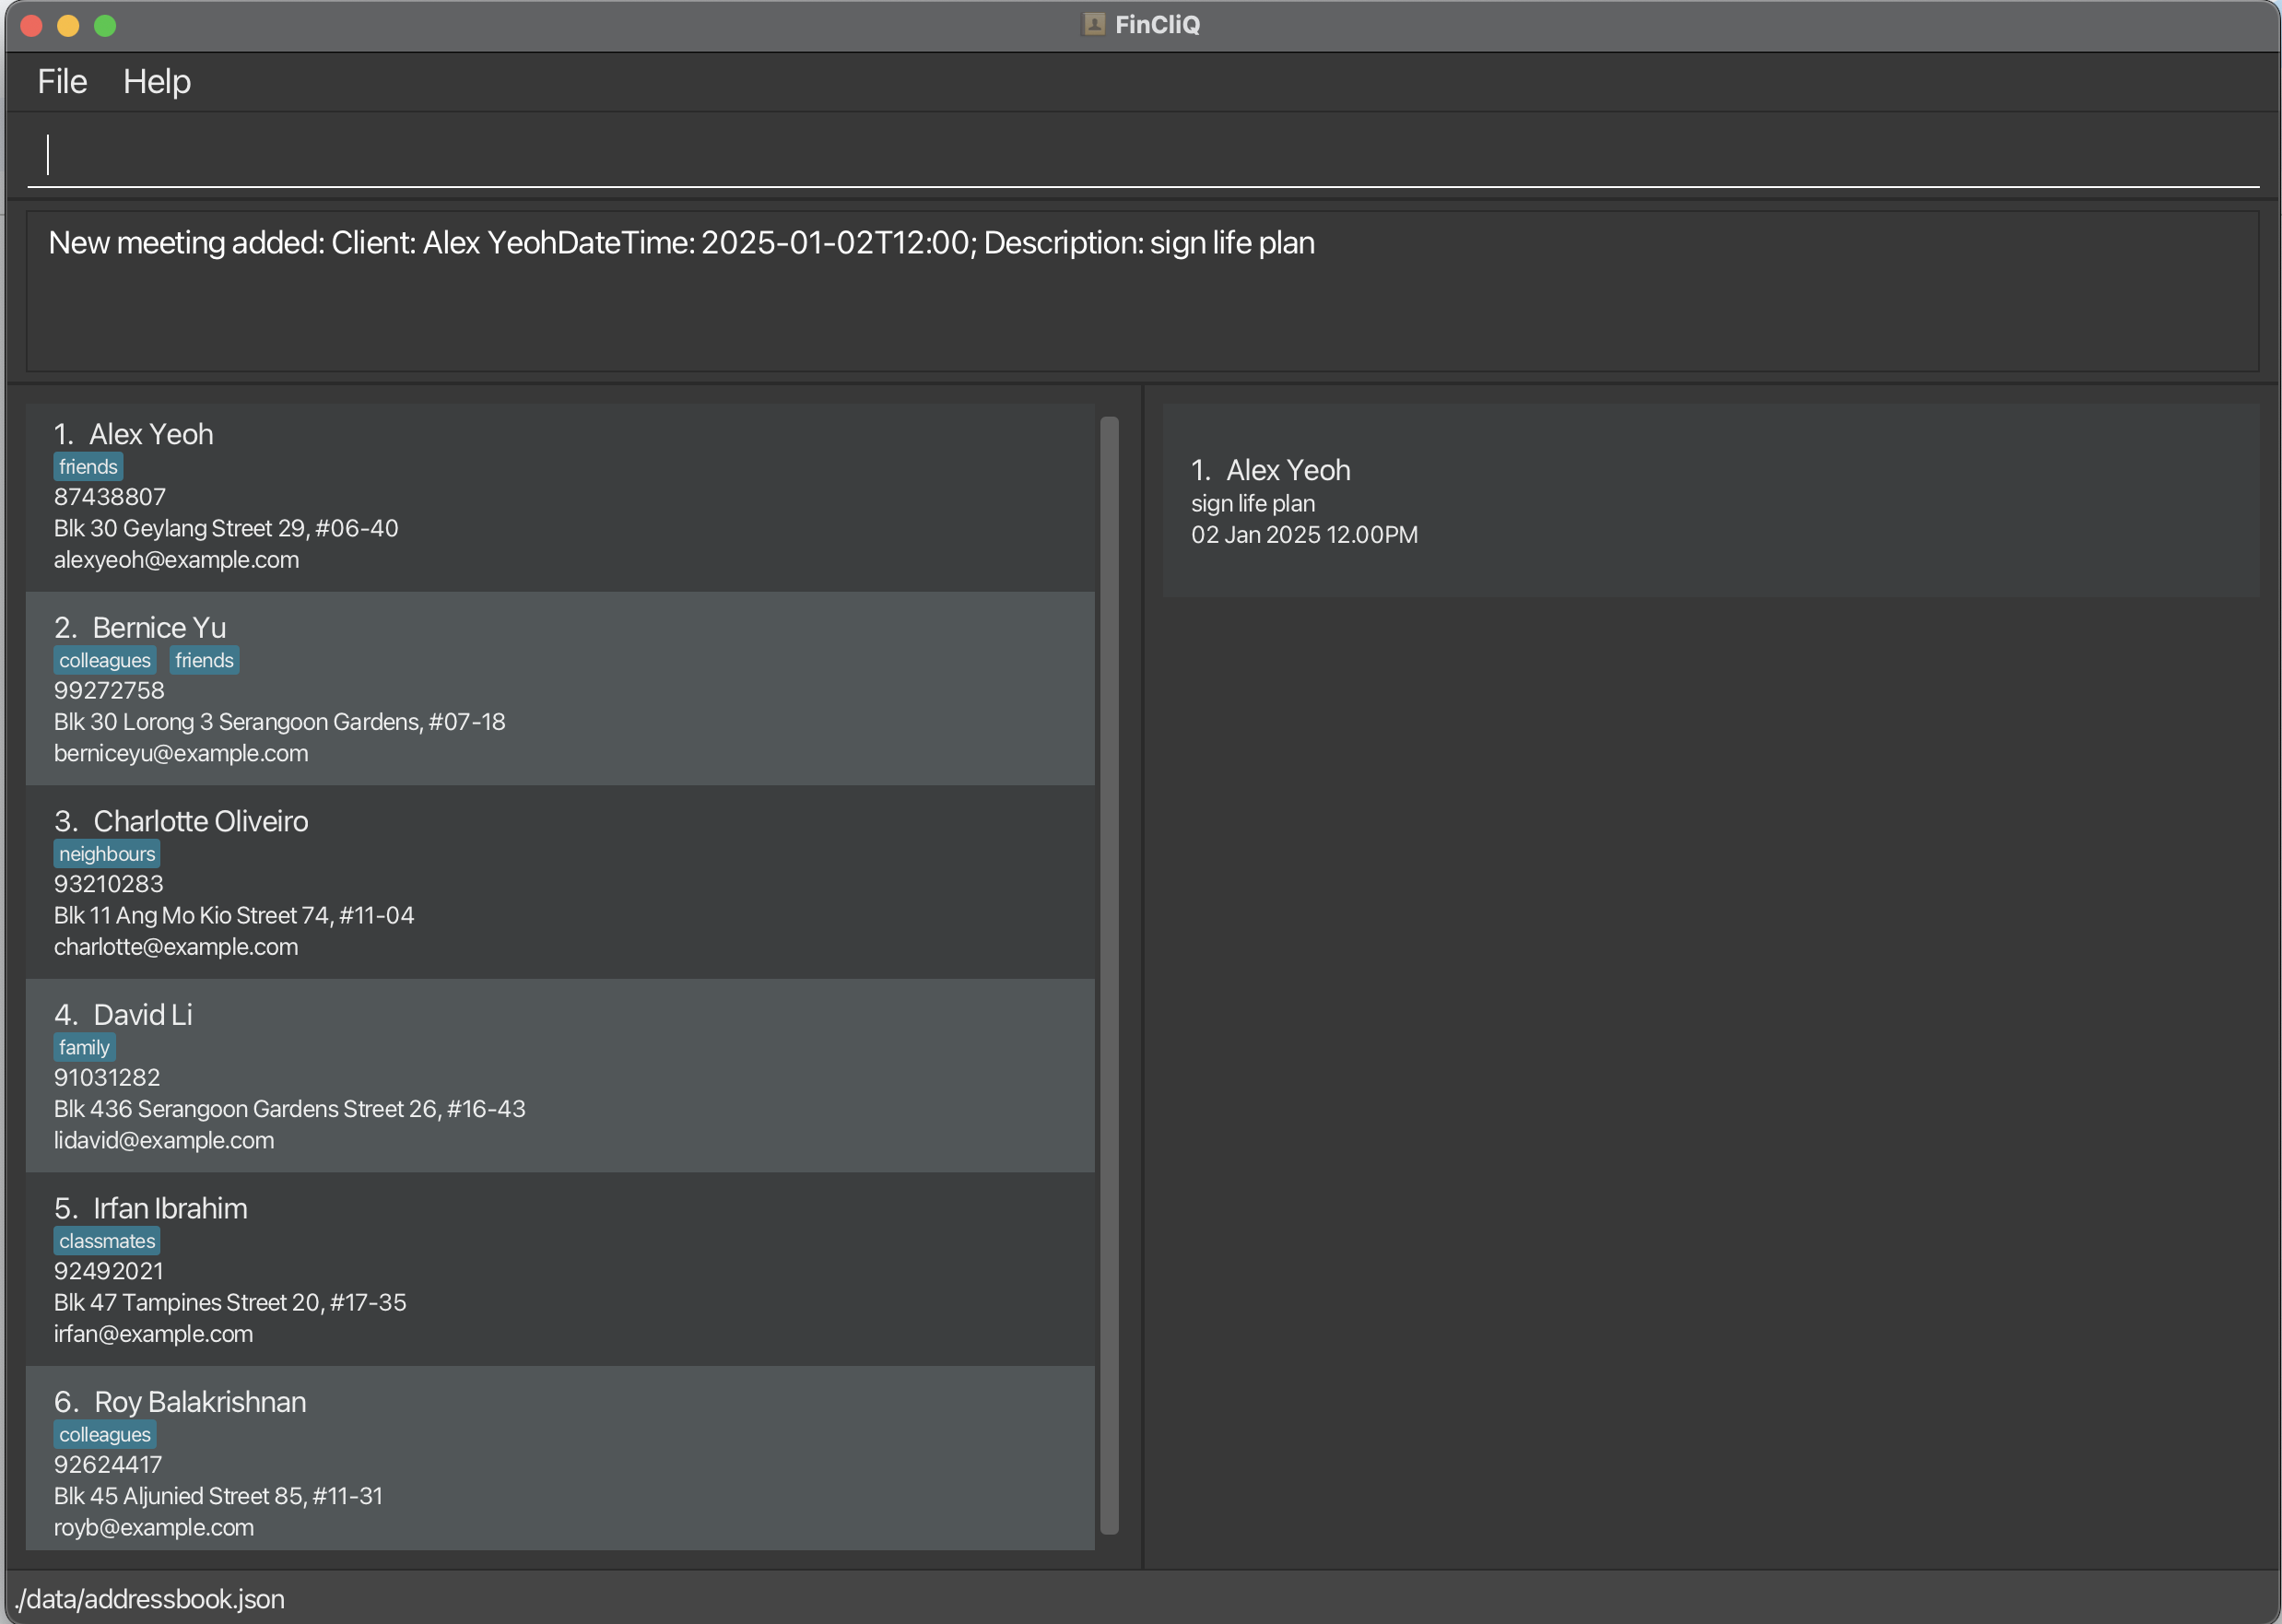 FinCliQ
File Help
New meeting added: Client: Alex YeohDateTime: 2025-01-02T12:00; Description: sign life plan
1. Alex Yeoh
friends
87438807
Blk 30 Geylang Street 29, #06-40
alexyeoh@example.com
2. Bernice Yu
colleagues friends
99272758
Blk 30 Lorong 3 Serangoon Gardens, #07-18
berniceyu@example.com
3. Charlotte Oliveiro
neighbours
93210283
Blk 11 Ang Mo Kio Street 74, #11-04
charlotte@example.com
4. David Li
family
91031282
Blk 436 Serangoon Gardens Street 26, #16-43
lidavid@example.com
5. Irfan Ibrahim
classmates
92492021
Blk 47 Tampines Street 20, #17-35
irfan@example.com
6. Roy Balakrishnan
colleagues
92624417
Blk 45 Aljunied Street 85, #11-31
royb@example.com
1. Alex Yeoh
sign life plan
02 Jan 2025 12.00PM
./data/addressbook.json